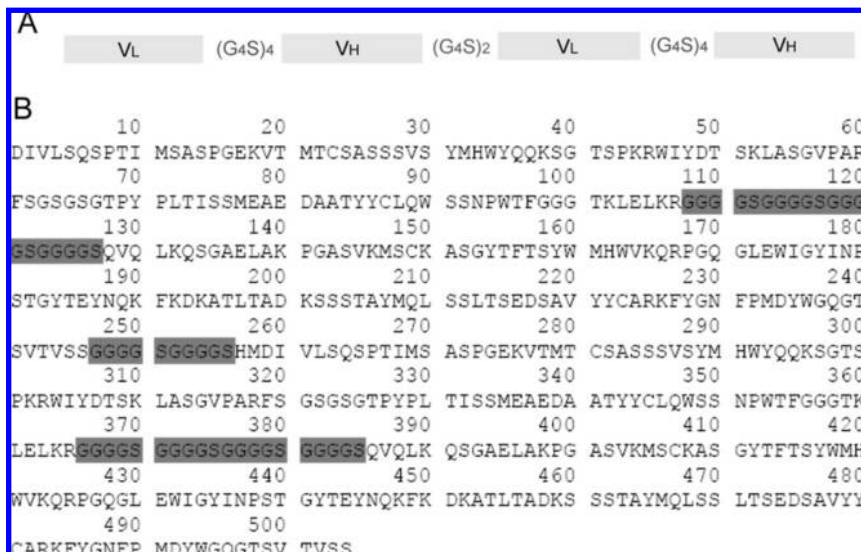 A
VL (G4S)4 VH (G4S)2 VL (G4S)4 VH
B
10 20 30 40 50 60
DIVLSQSPTI MSASPGEKVT MTCSASSSVS YMHWYQQKSG TSPKRWIYDT SKLASGVPAR
70 80 90 100 110 120
FSGSGSGTPY PLTISSMEAE DAATYYCLQW SSNPWTFGGG TKLELKRGGG GSGGGGSGGG
130 140 150 160 170 180
GSGGGGSQVQ LKQSGAELAK PGASVKMSCK ASGYTFTSYW MHWVKQRPGQ GLEWIGYINP
190 200 210 220 230 240
STGYTEYNQK FKDKATLTAD KSSSTAYMQL SSLTSEDSAV YYCARKFYGN FPMDYWGQGT
250 260 270 280 290 300
SVTVSSGGGG SGGGGSHMDI VLSQSPTIMS ASPGEKVTMT CSASSSVSYM HWYQQKSGTS
310 320 330 340 350 360
PKRWIYDTSK LASGVPARFS GSGSGTPYPL TISSMEAEDA ATYYCLQWSS NPWTFGGGTK
370 380 390 400 410 420
LELKRGGGGS GGGGSGGGGS GGGGSQVQLK QSGAELAKPG ASVKMSCKAS GYTFTSYWMH
430 440 450 460 470 480
WVKQRPGQGL EWIGYINPST GYTEYNQKFK DKATLTADKS SSTAYMQLSS LTSEDSAVYY
490 500
CARKFYGNFP MDYWGQGTSV TVSS